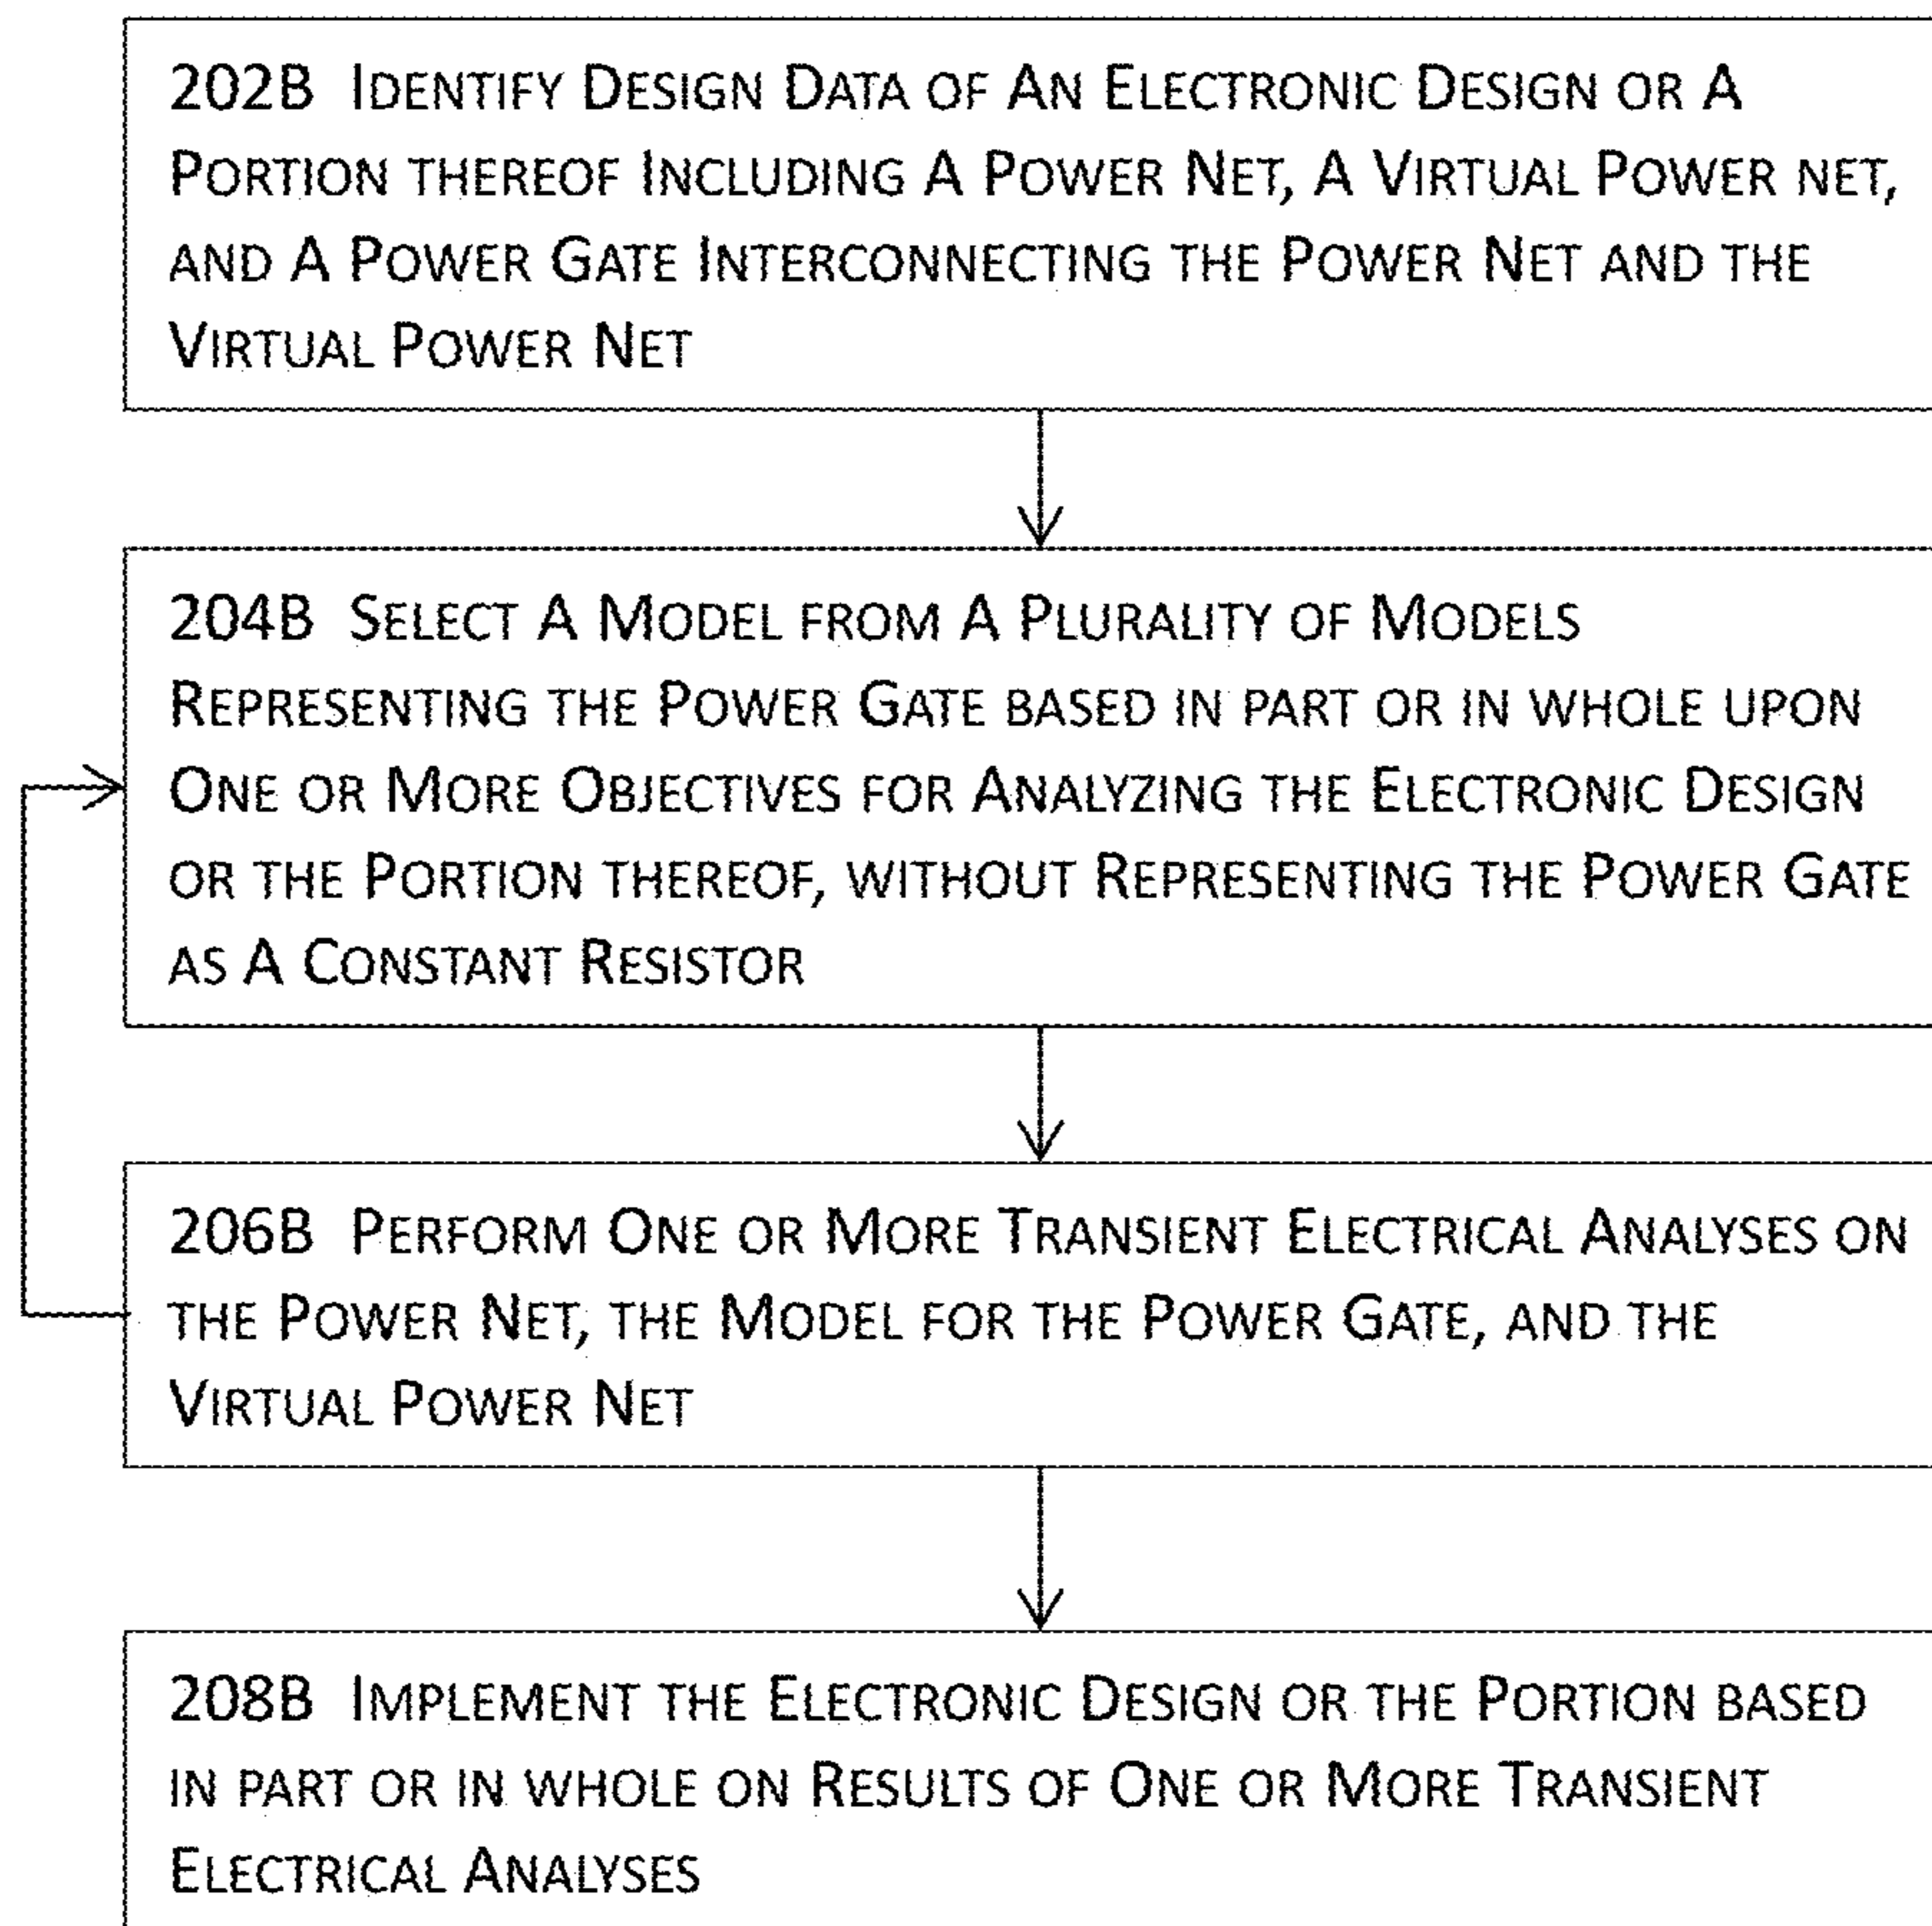 202B IDENTIFY DESIGN DATA OF AN ELECTRONIC DESIGN OR A
PORTION THEREOF INCLUDING A POWER NET, A VIRTUAL POWER NET,
AND A POWER GATE INTERCONNECTING THE POWER NET AND THE
VIRTUAL POWER NET
204B SELECT A MODEL FROM A PLURALITY OF MODELS
REPRESENTING THE POWER GATE BASED IN PART OR IN WHOLE UPON
ONE OR MORE OBJECTIVES FOR ANALYZING THE ELECTRONIC DESIGN
OR THE PORTION THEREOF, WITHOUT REPRESENTING THE POWER GATE
AS A CONSTANT RESISTOR
206B PERFORM ONE OR MORE TRANSIENT ELECTRICAL ANALYSES ON
THE POWER NET, THE MODEL FOR THE POWER GATE, AND THE
VIRTUAL POWER NET
208B IMPLEMENT THE ELECTRONIC DESIGN OR THE PORTION BASED
IN PART OR IN WHOLE ON RESULTS OF ONE OR MORE TRANSIENT
ELECTRICAL ANALYSES